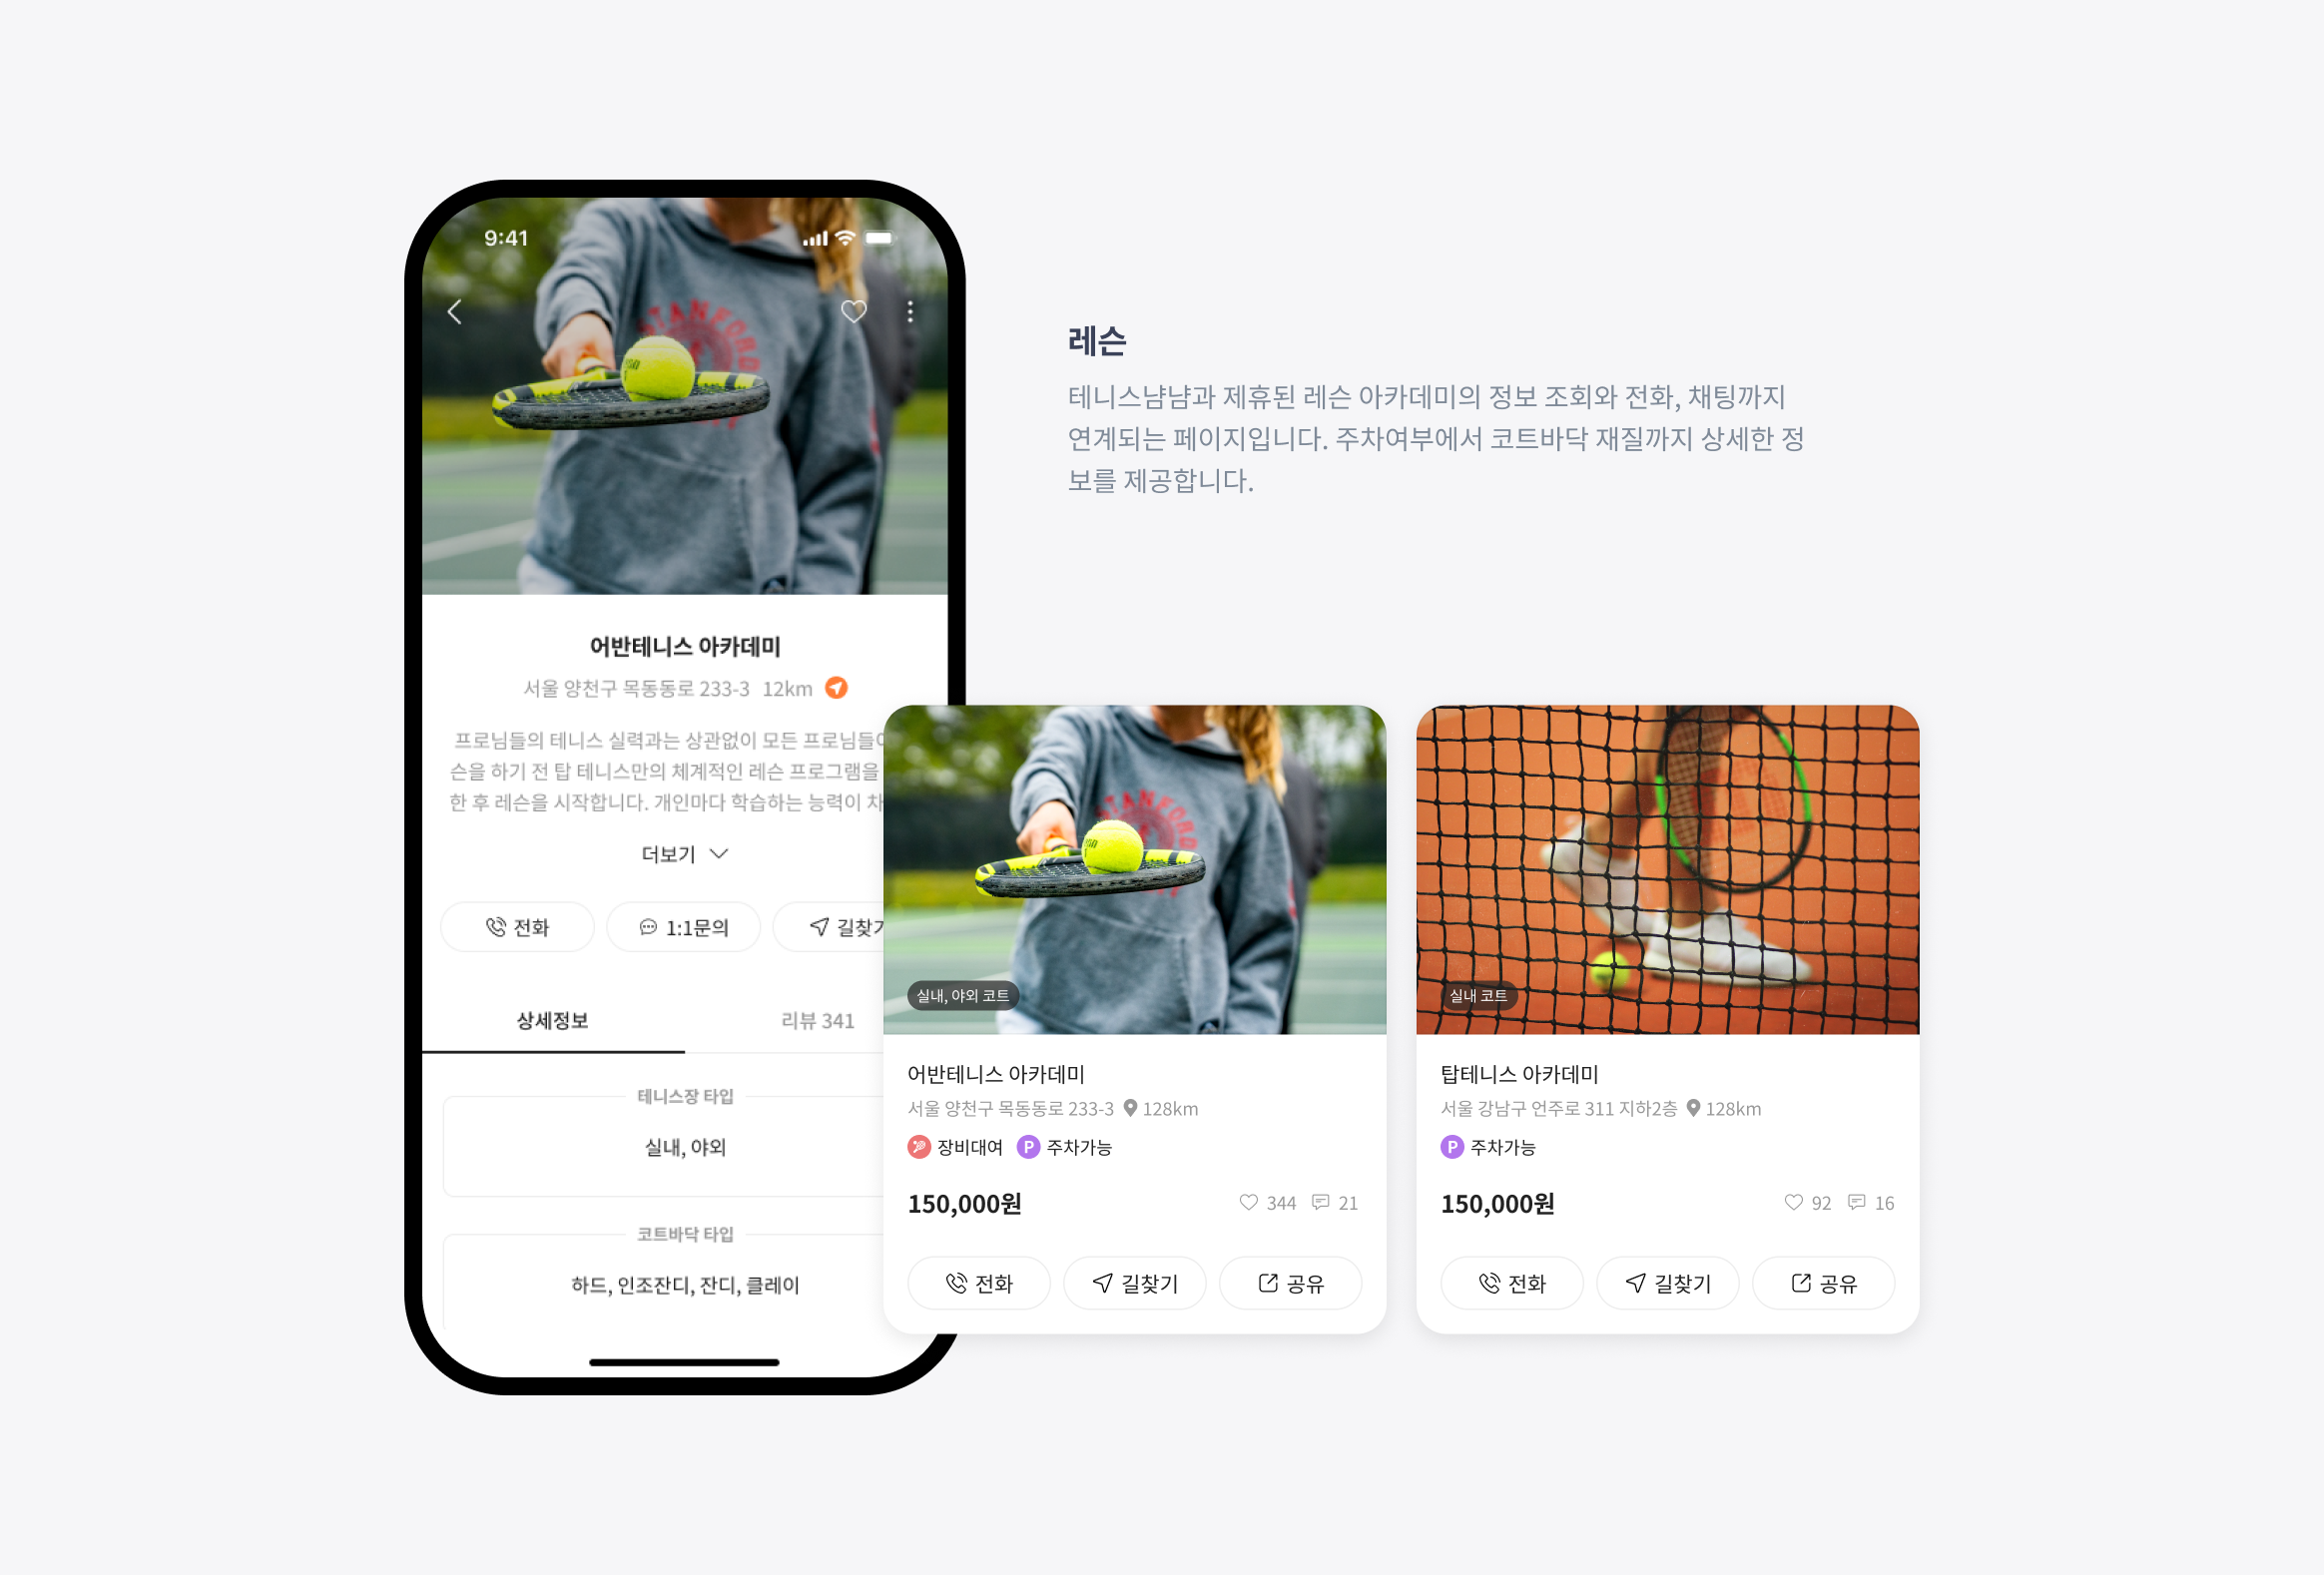 9:41
STANFORD
어반테니스 아카데미
서울 양천구 목동동로 233-3 12km
프로님들의 테니스 실력과는 상관없이 모든 프로님들이
슨을 하기 전 탑 테니스만의 체계적인 레슨 프로그램을
한 후 레슨을 시작합니다. 개인마다 학습하는 능력이 차
더보기
전화
1:1문의
길찾기
상세정보
리뷰 341
테니스장 타입
실내, 야외
코트바닥 타입
하드, 인조잔디, 잔디, 클레이
레슨
테니스냠냠과 제휴된 레슨 아카데미의 정보 조회와 전화, 채팅까지
연계되는 페이지입니다. 주차여부에서 코트바닥 재질까지 상세한 정
보를 제공합니다.
STANFORD
실내, 야외 코트
어반테니스 아카데미
서울 양천구 목동동로 233-3 128km
장비대여 P 주차가능
150,000원
344 21
전화
길찾기
공유
실내 코트
탑테니스 아카데미
서울 강남구 언주로 311 지하2층 128km
P 주차가능
150,000원
92 16
전화
길찾기
공유